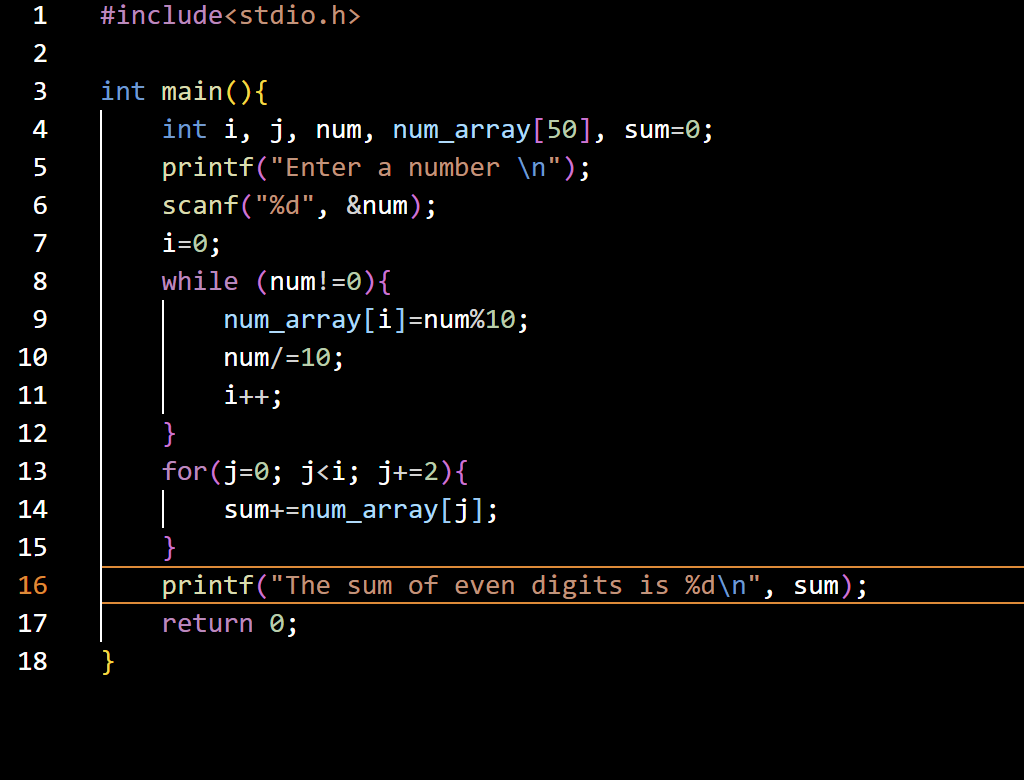 1 #include<stdio.h>
2
3 int main(){
4     int i, j, num, num_array[50], sum=0;
5     printf("Enter a number \n");
6     scanf("%d", &num);
7     i=0;
8     while (num!=0){
9         num_array[i]=num%10;
10         num/=10;
11         i++;
12     }
13     for(j=0; j<i; j+=2){
14         sum+=num_array[j];
15     }
16     printf("The sum of even digits is %d\n", sum);
17     return 0;
18 }